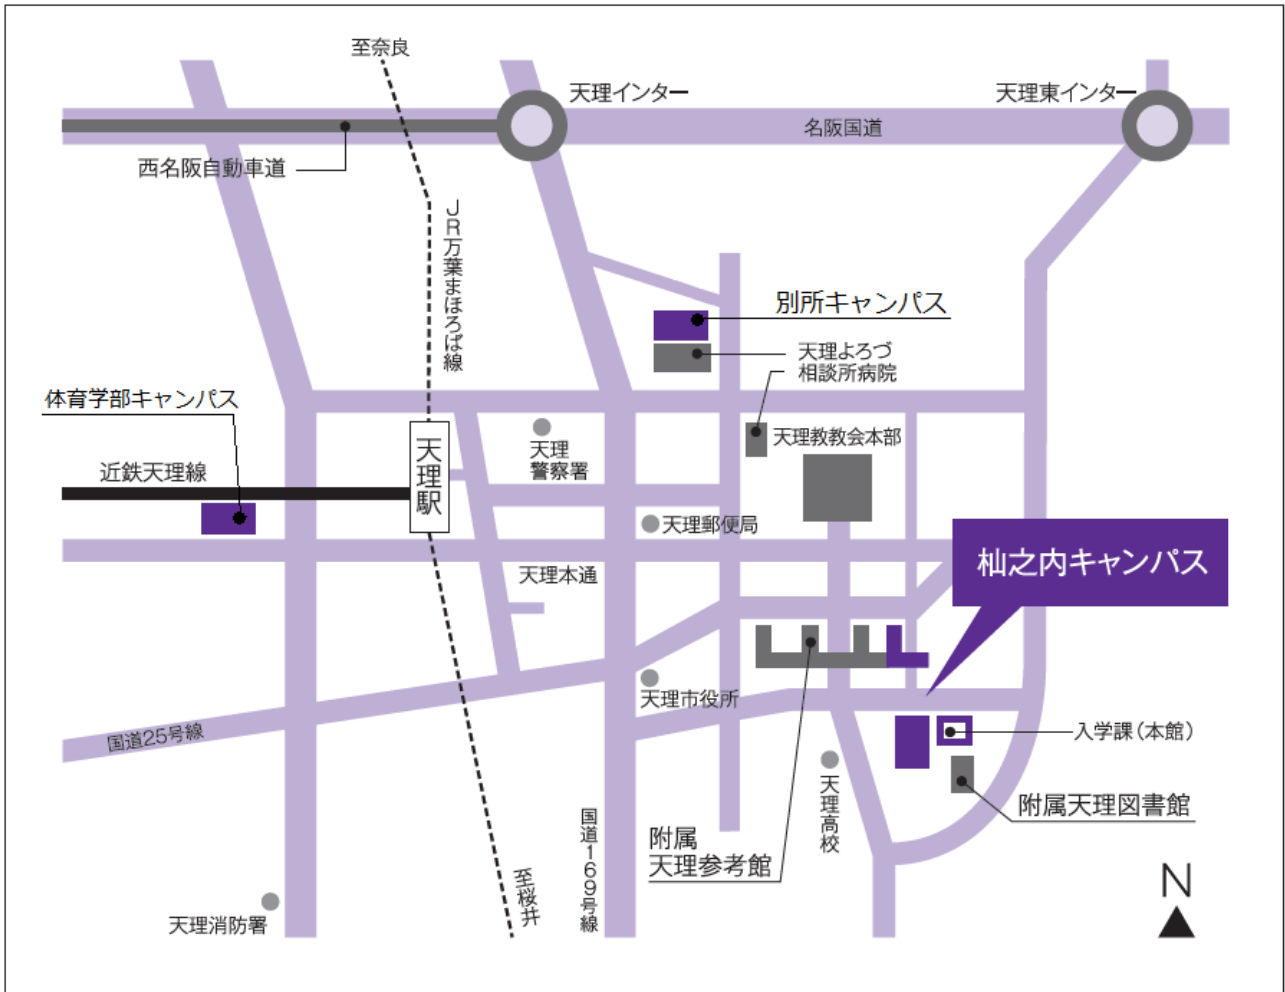 至奈良
天理インター
天理東インター
名阪国道
西名阪自動車道
JR万葉まほろば線
別所キャンパス
天理よろづ
相談所病院
体育学部キャンパス
天理教教会本部
天理
警察署
天理駅
近鉄天理線
天理郵便局
杣之内キャンパス
天理本通
天理市役所
国道25号線
入学課(本館)
天理高校
附属天理図書館
国道169号線
附属
天理参考館
至桜井
天理消防署
N